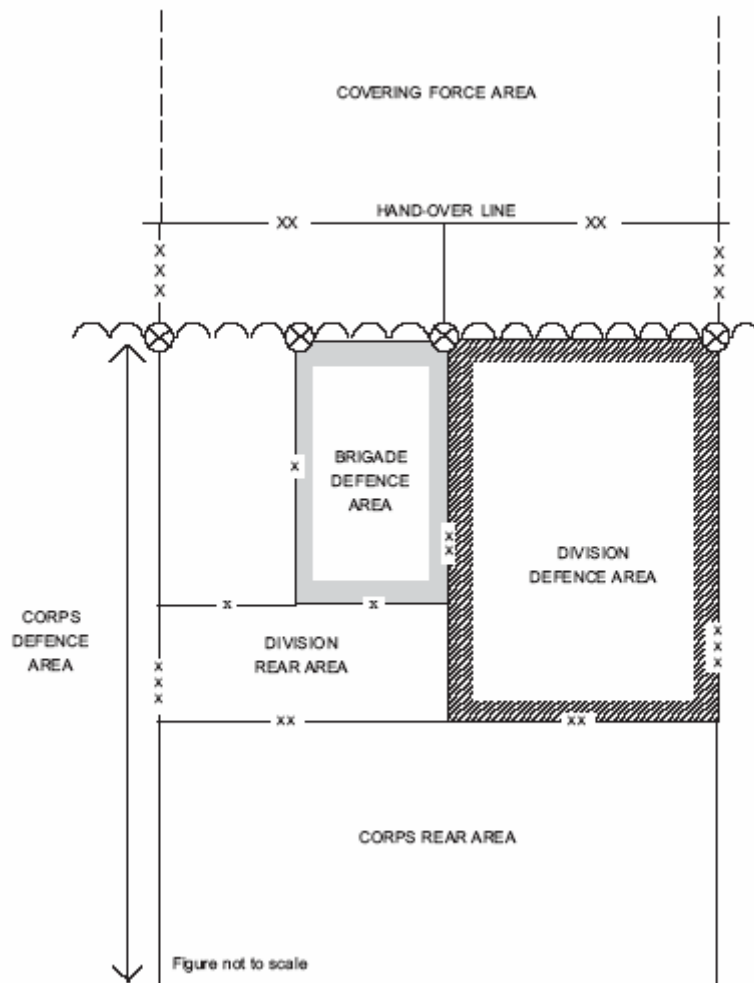 COVERING FORCE AREA
HAND-OVER LINE
XX
XX
X
X
X
X
X
X
BRIGADE
DEFENCE
AREA
X
X
X
DIVISION
DEFENCE AREA
X
X
CORPS
DEFENCE
AREA
DIVISION
REAR AREA
X
X
X
X
X
X
XX
XX
CORPS REAR AREA
Figure not to scale